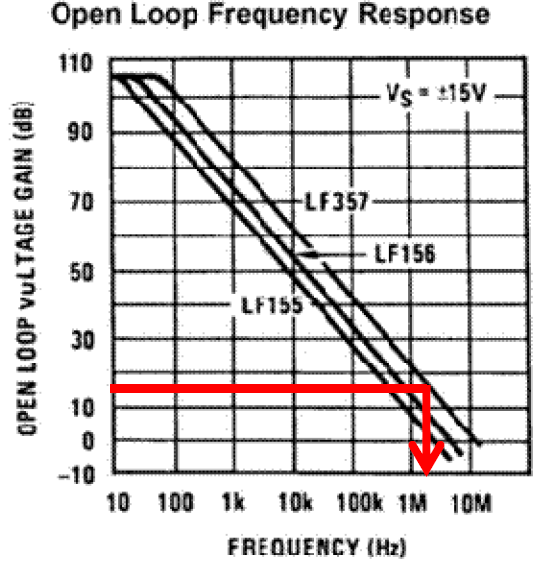 Open Loop Frequency Response
110
90
70
50
30
10
0
-10
OPEN LOOP VOLTAGE GAIN (dB)
VS = ±15V
LF357
LF156
LF155
10 100 1k 10k 100k 1M 10M
FREQUENCY (Hz)